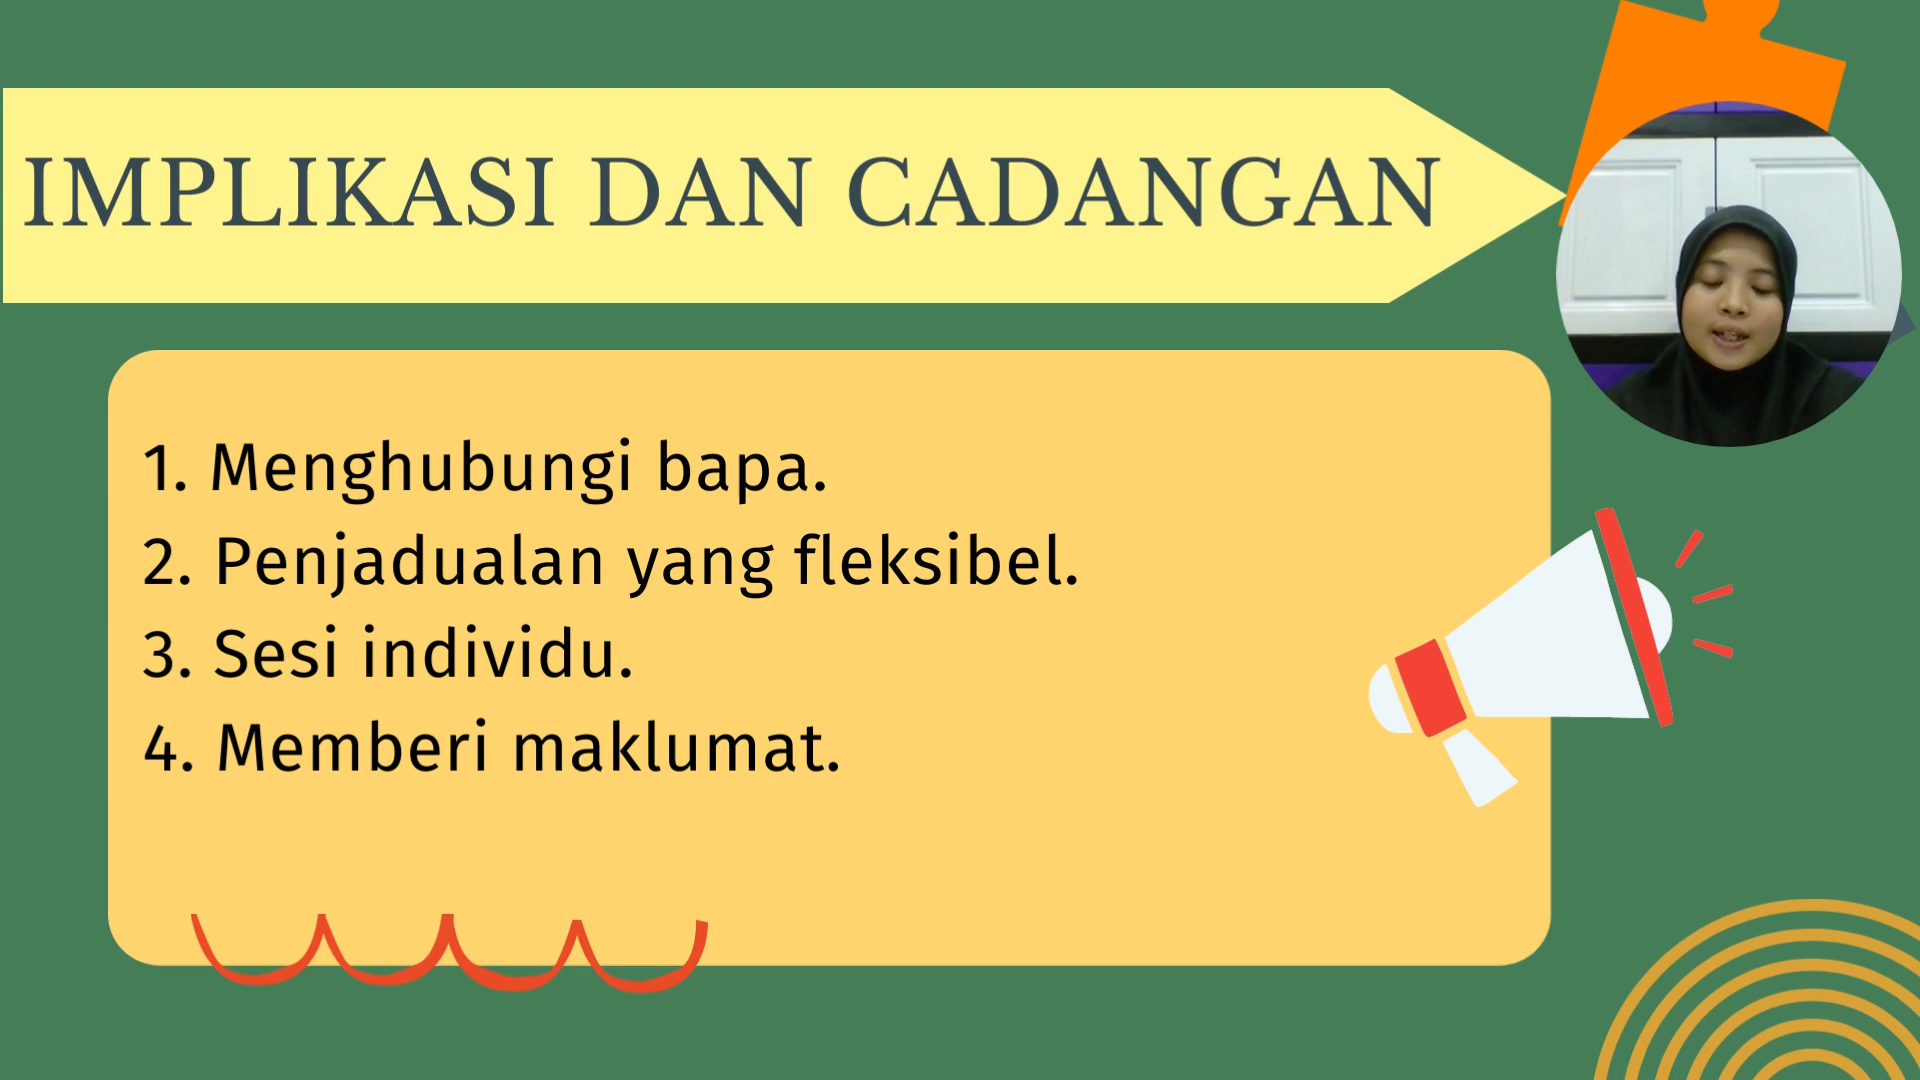 IMPLIKASI DAN CADANGAN
1. Menghubungi bapa.
2. Penjadualan yang fleksibel.
3. Sesi individu.
4. Memberi maklumat.